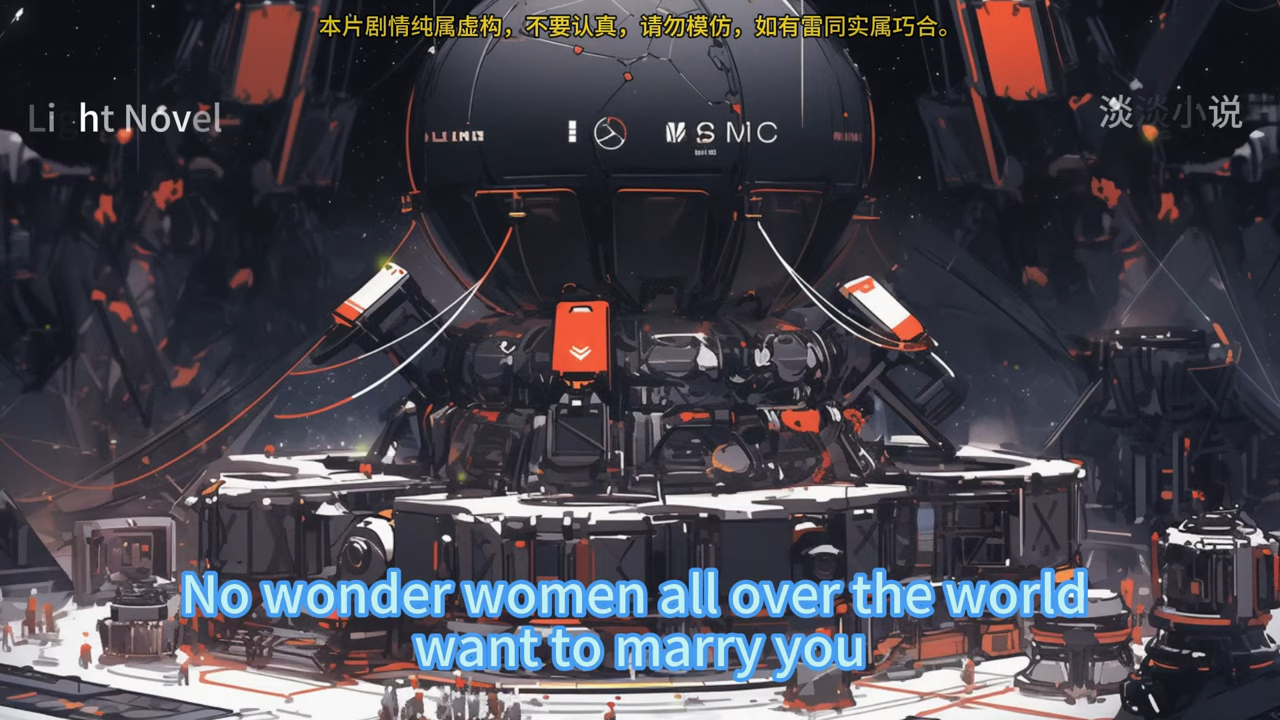 本片剧情纯属虚构，不要认真，请勿模仿，如有雷同实属巧合。
Light Novel
淡淡小说
SMC
No wonder women all over the world
want to marry you